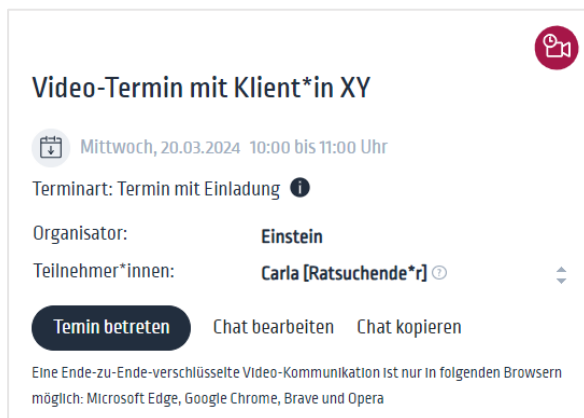 Video-Termin mit Klient*in XY
Mittwoch, 20.03.2024 10:00 bis 11:00 Uhr
Terminart: Termin mit Einladung i
Organisator: Einstein
Teilnehmer*innen: Carla [Ratsuchende*r] ?
Temin betreten Chat bearbeiten Chat kopieren
Eine Ende-zu-Ende-verschlüsselte Video-Kommunikation ist nur in folgenden Browsern
möglich: Microsoft Edge, Google Chrome, Brave und Opera